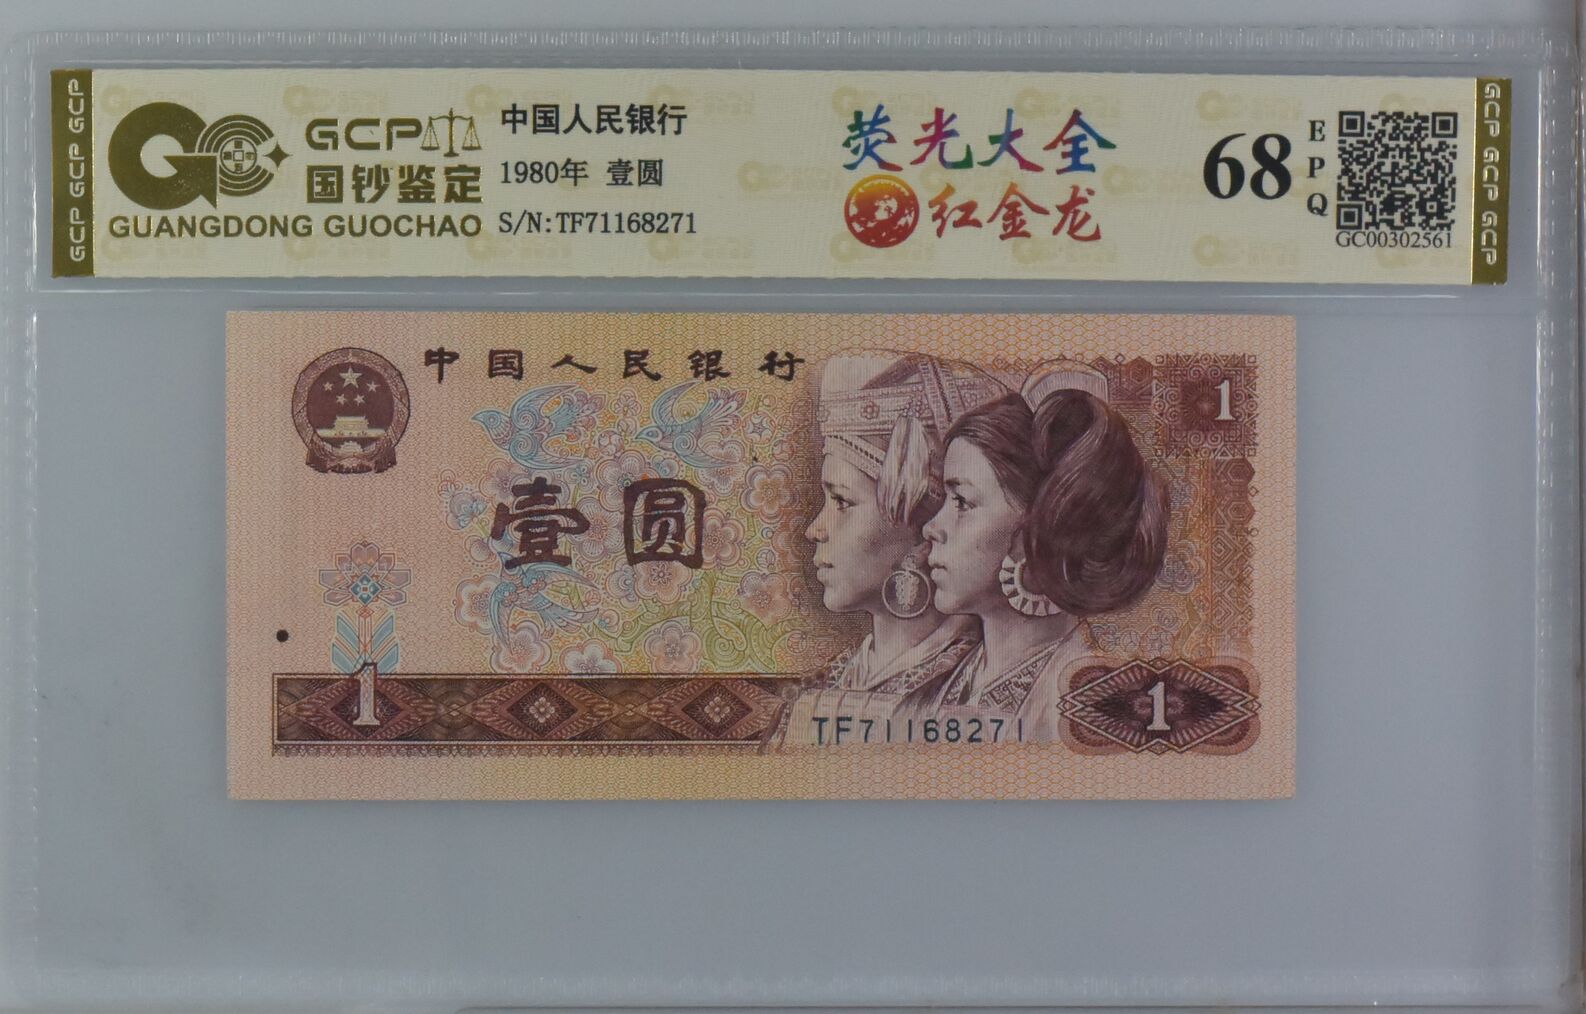 GCP
国钞鉴定
GUANGDONG GUOCHAO
中国人民银行
1980年 壹圆
S/N:TF71168271
荧光大全
红金龙
68
EPQ
GC00302561
GCP GCP GCP
GCP GCP GCP
中国人民银行
1
壹圆
1
1
TF71168271